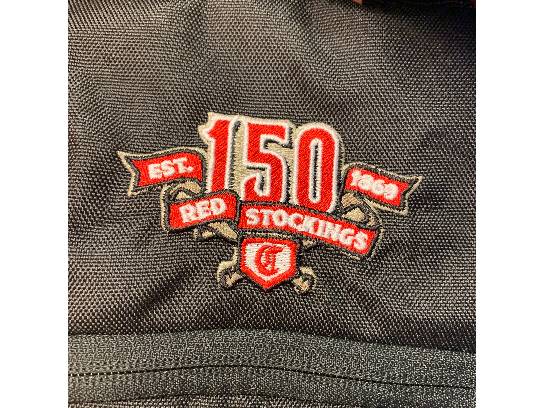 150
EST. 1869
RED STOCKINGS
C